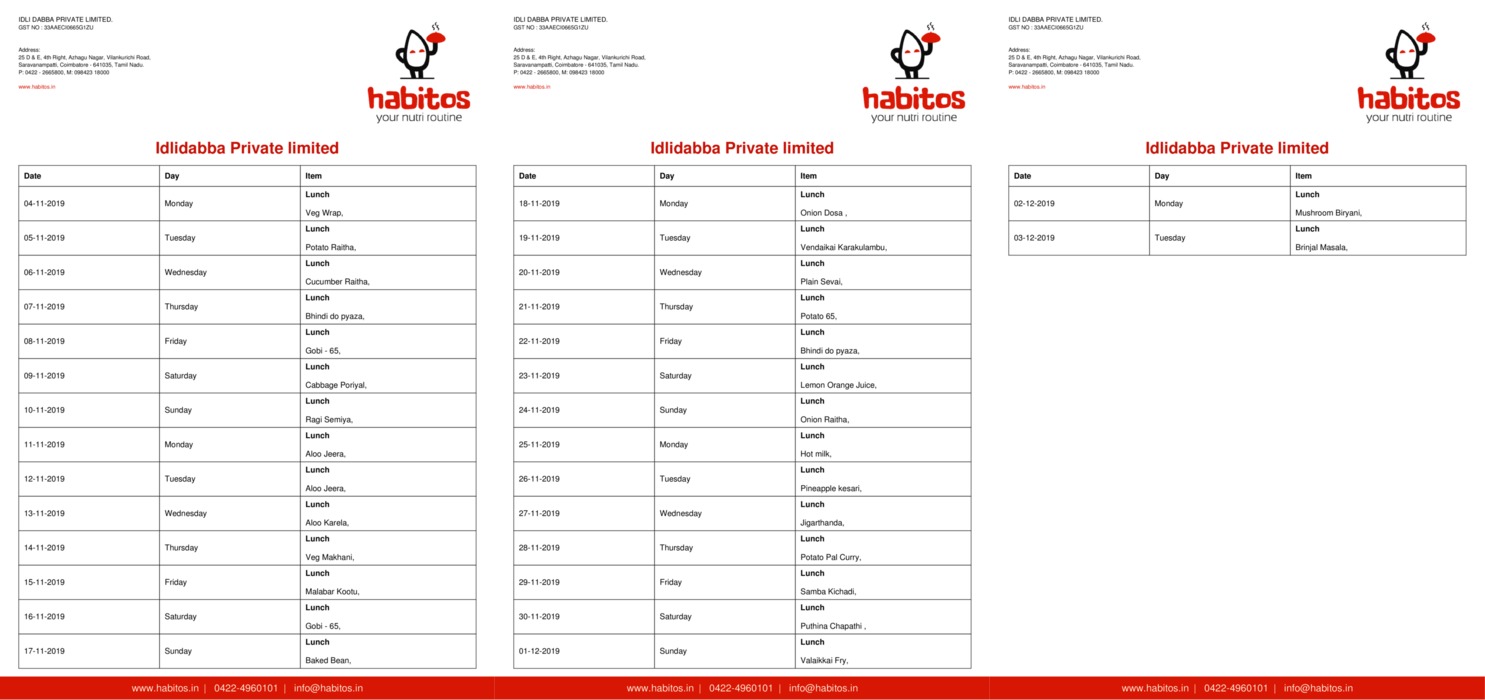 IDLI DABBA PRIVATE LIMITED.
GST NO : 33AAECI0665G1ZU
Address:
25 D & E, 4th Right, Azhagu Nagar, Vilankurichi Road,
Saravanampatti, Coimbatore - 641035, Tamil Nadu.
P: 0422 - 2665800, M: 098423 18000
www.habitos.in
habitos
your nutri routine
Idlidabba Private limited
Date Day Item
04-11-2019 Monday Lunch
Veg Wrap,
05-11-2019 Tuesday Lunch
Potato Raitha,
06-11-2019 Wednesday Lunch
Cucumber Raitha,
07-11-2019 Thursday Lunch
Bhindi do pyaza,
08-11-2019 Friday Lunch
Gobi - 65,
09-11-2019 Saturday Lunch
Cabbage Poriyal,
10-11-2019 Sunday Lunch
Ragi Semiya,
11-11-2019 Monday Lunch
Aloo Jeera,
12-11-2019 Tuesday Lunch
Aloo Jeera,
13-11-2019 Wednesday Lunch
Aloo Karela,
14-11-2019 Thursday Lunch
Veg Makhani,
15-11-2019 Friday Lunch
Malabar Kootu,
16-11-2019 Saturday Lunch
Gobi - 65,
17-11-2019 Sunday Lunch
Baked Bean,
www.habitos.in | 0422-4960101 | info@habitos.in
IDLI DABBA PRIVATE LIMITED.
GST NO : 33AAECI0665G1ZU
Address:
25 D & E, 4th Right, Azhagu Nagar, Vilankurichi Road,
Saravanampatti, Coimbatore - 641035, Tamil Nadu.
P: 0422 - 2665800, M: 098423 18000
www.habitos.in
habitos
your nutri routine
Idlidabba Private limited
Date Day Item
18-11-2019 Monday Lunch
Onion Dosa ,
19-11-2019 Tuesday Lunch
Vendaikai Karakulambu,
20-11-2019 Wednesday Lunch
Plain Sevai,
21-11-2019 Thursday Lunch
Potato 65,
22-11-2019 Friday Lunch
Bhindi do pyaza,
23-11-2019 Saturday Lunch
Lemon Orange Juice,
24-11-2019 Sunday Lunch
Onion Raitha,
25-11-2019 Monday Lunch
Hot milk,
26-11-2019 Tuesday Lunch
Pineapple kesari,
27-11-2019 Wednesday Lunch
Jigarthanda,
28-11-2019 Thursday Lunch
Potato Pal Curry,
29-11-2019 Friday Lunch
Samba Kichadi,
30-11-2019 Saturday Lunch
Puthina Chapathi ,
01-12-2019 Sunday Lunch
Valaikkai Fry,
www.habitos.in | 0422-4960101 | info@habitos.in
IDLI DABBA PRIVATE LIMITED.
GST NO : 33AAECI0665G1ZU
Address:
25 D & E, 4th Right, Azhagu Nagar, Vilankurichi Road,
Saravanampatti, Coimbatore - 641035, Tamil Nadu.
P: 0422 - 2665800, M: 098423 18000
www.habitos.in
habitos
your nutri routine
Idlidabba Private limited
Date Day Item
02-12-2019 Monday Lunch
Mushroom Biryani,
03-12-2019 Tuesday Lunch
Brinjal Masala,
www.habitos.in | 0422-4960101 | info@habitos.in